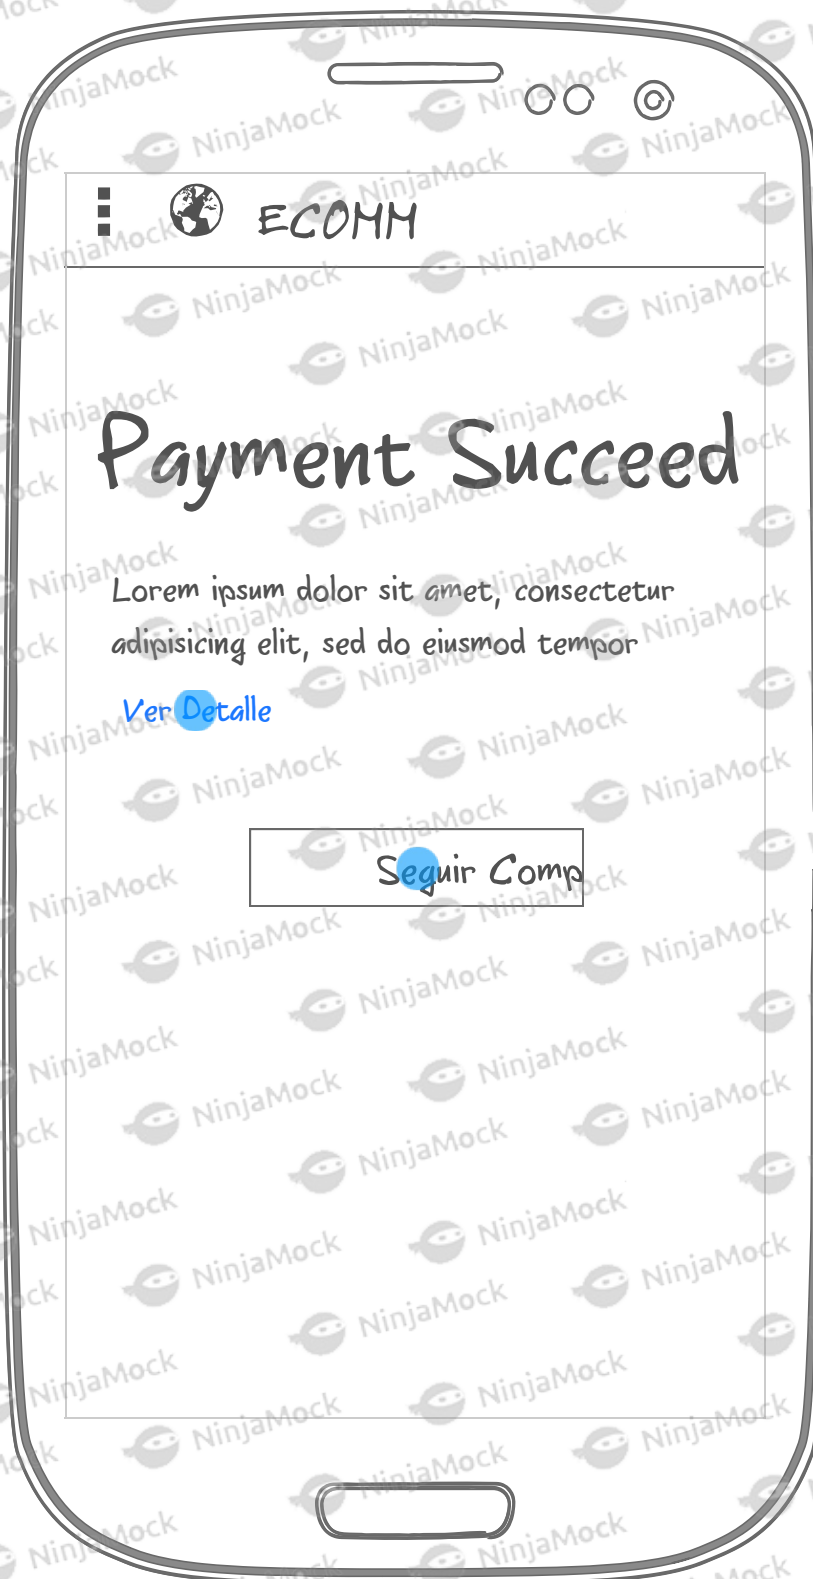 ECOMM
Payment Succeed
Lorem ipsum dolor sit amet, consectetur
adipisicing elit, sed do eiusmod tempor
Ver Detalle
Seguir Comp
NinjaMock